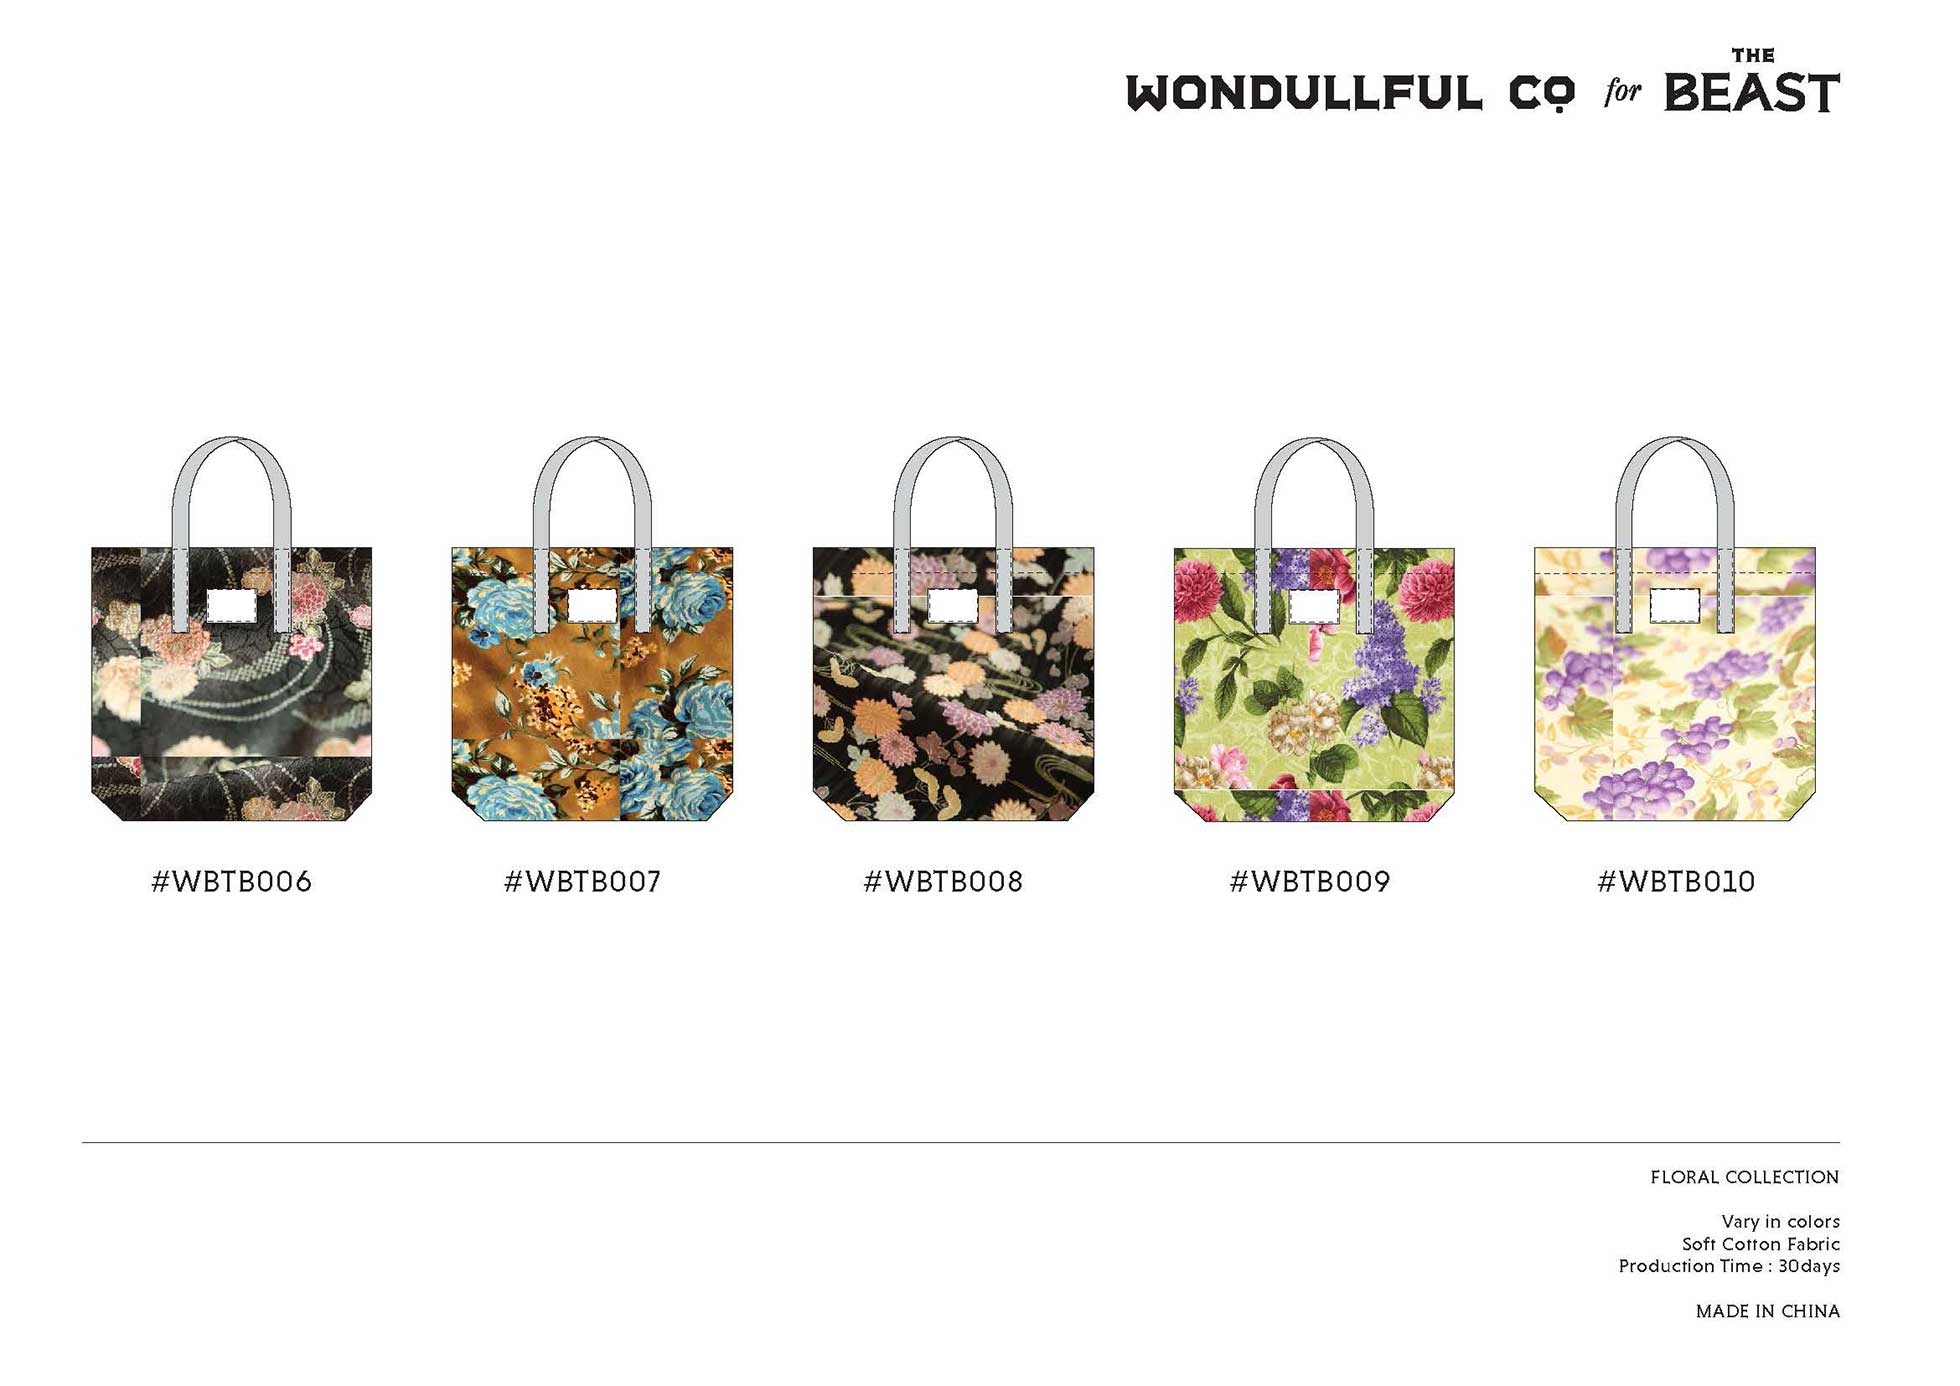 WONDULLFUL CO for THE BEAST
#WBTB006
#WBTB007
#WBTB008
#WBTB009
#WBTB010
FLORAL COLLECTION
Vary in colors
Soft Cotton Fabric
Production Time : 30days
MADE IN CHINA